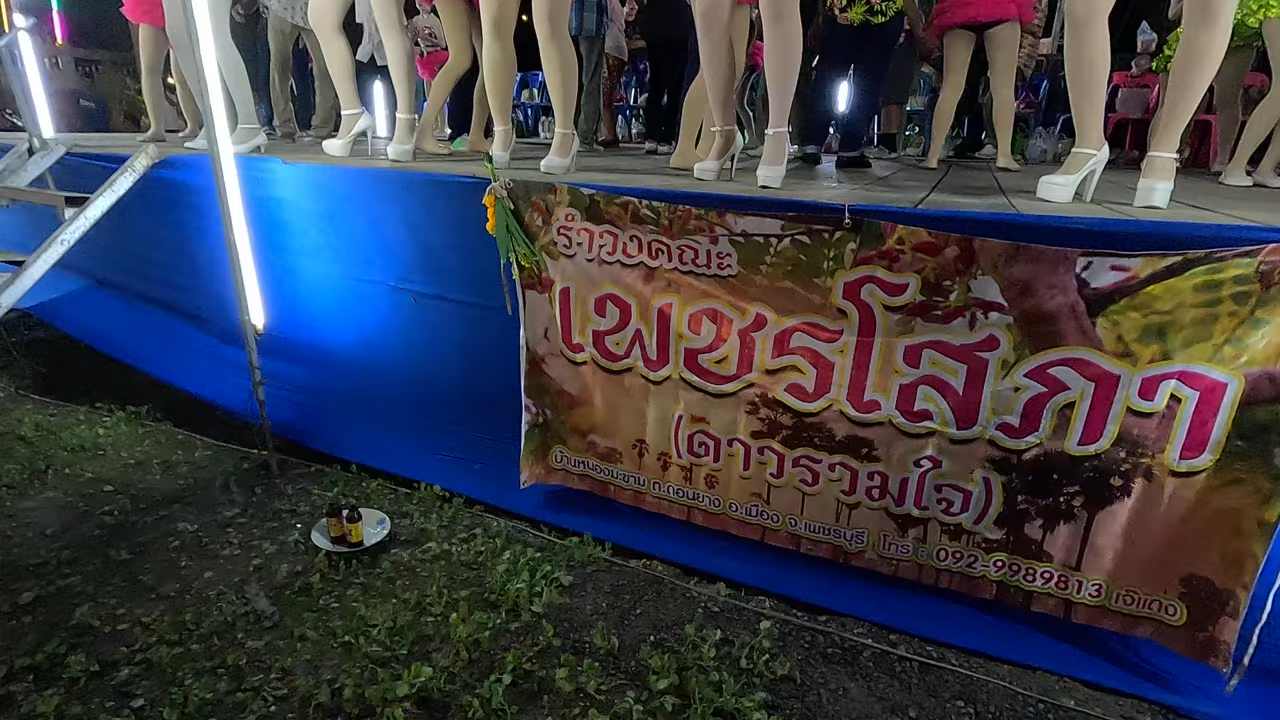 รำวงคณะ
เพชรโสภา
(ดาวรวมใจ)
บ้านหนองมะขาม ต.ดอนยาง อ.เมือง จ.เพชรบุรี โทร : 092-9989813 เจ๊แดง